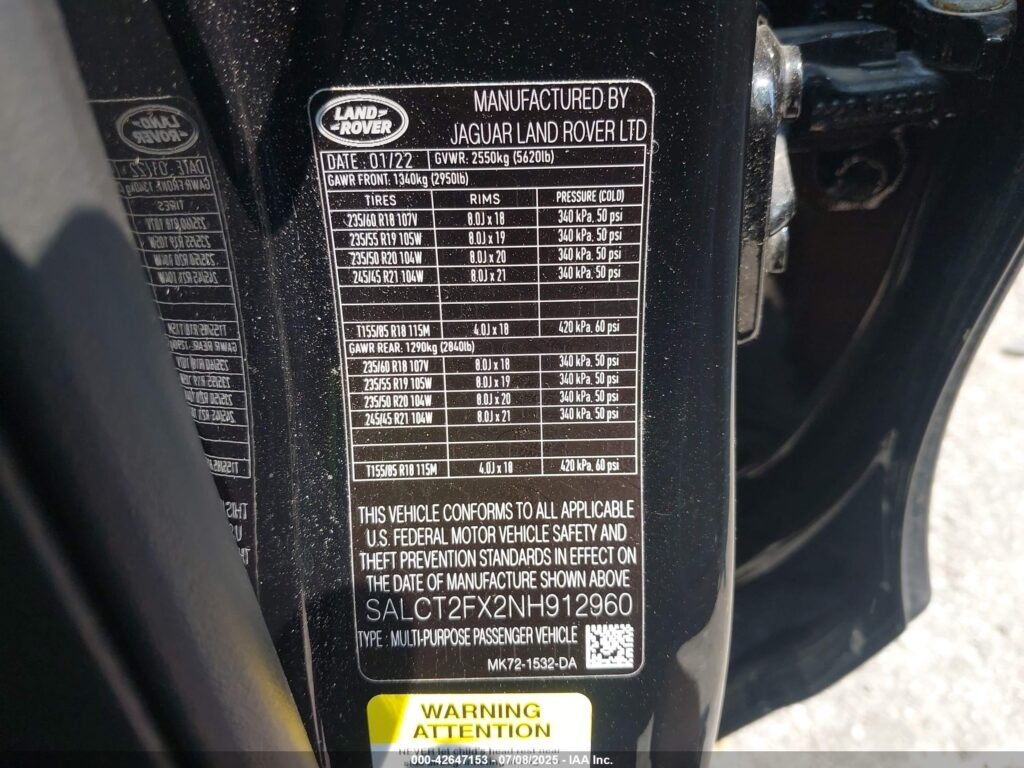 LAND
ROVER
MANUFACTURED BY
JAGUAR LAND ROVER LTD
DATE 01/22 GVWR: 2550kg (5620lb)
GAWR FRONT: 1340kg (2950lb)
TIRES RIMS PRESSURE (COLD)
235/60 R18 107V 8.0J x 18 340 kPa, 50 psi
235/55 R19 105W 8.0J x 19 340 kPa, 50 psi
235/50 R20 104W 8.0J x 20 340 kPa, 50 psi
245/45 R21 104W 8.0J x 21 340 kPa, 50 psi
T155/85 R18 115M 4.0J x 18 420 kPa, 60 psi
GAWR REAR: 1290kg (2840lb)
235/60 R18 107V 8.0J x 18 340 kPa, 50 psi
235/55 R19 105W 8.0J x 19 340 kPa, 50 psi
235/50 R20 104W 8.0J x 20 340 kPa, 50 psi
245/45 R21 104W 8.0J x 21 340 kPa, 50 psi
T155/85 R18 115M 4.0J x 18 420 kPa, 60 psi
THIS VEHICLE CONFORMS TO ALL APPLICABLE
U.S. FEDERAL MOTOR VEHICLE SAFETY AND
THEFT PREVENTION STANDARDS IN EFFECT ON
THE DATE OF MANUFACTURE SHOWN ABOVE
SALCT2FX2NH912960
TYPE : MULTI-PURPOSE PASSENGER VEHICLE
MK72-1532-DA
WARNING
ATTENTION
NEVER let child's head rest near
000-42647153 - 07/08/2025 - IAA Inc.